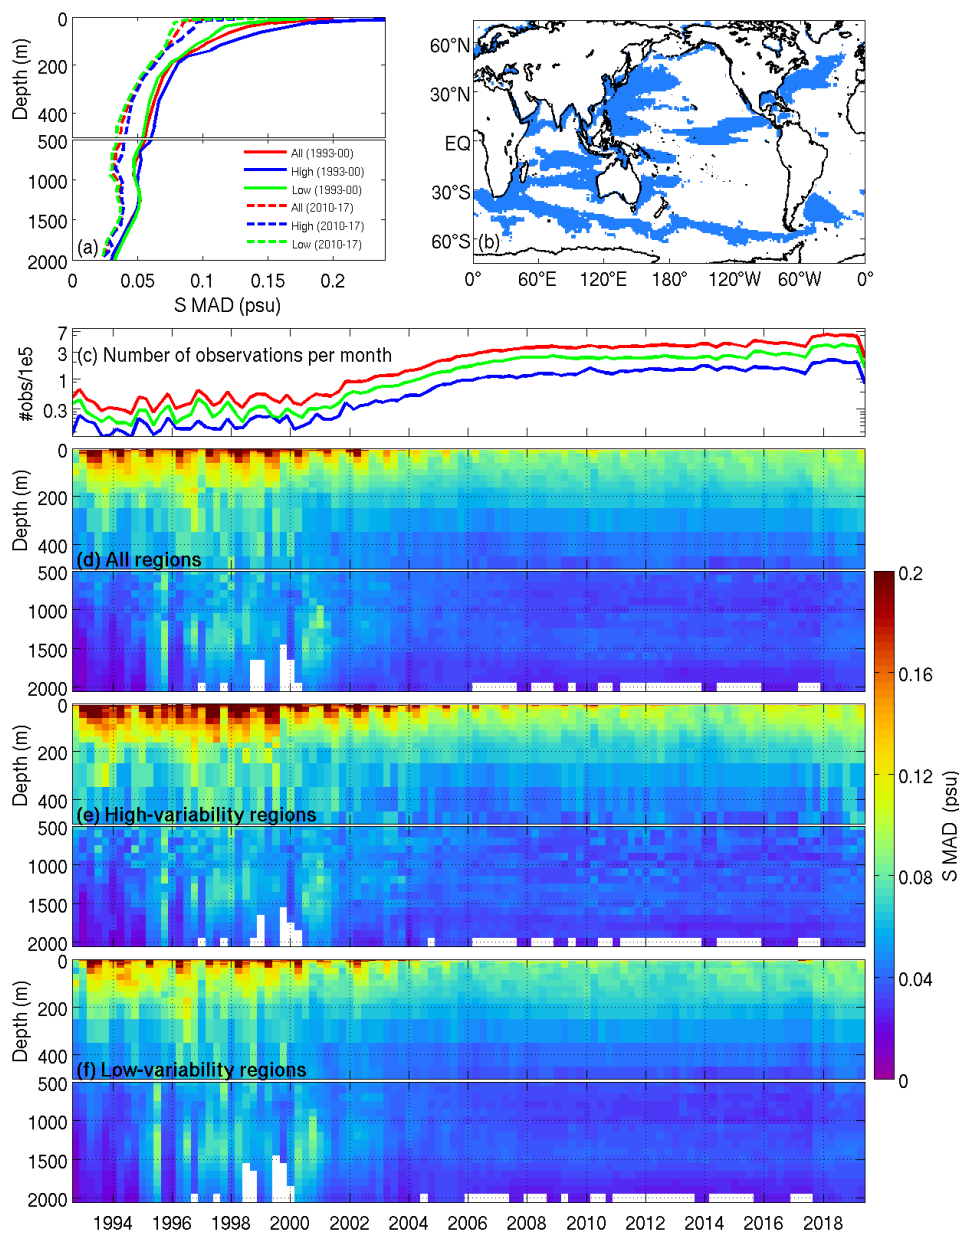 0
200
400
500
500
1000
1500
2000
Depth (m)
All (1993-00)
High (1993-00)
Low (1993-00)
All (2010-17)
High (2010-17)
Low (2010-17)
(a)
0 0.05 0.1 0.15 0.2
S MAD (psu)
60°N
30°N
EQ
30°S
60°S
(b)
0° 60°E 120°E 180° 120°W 60°W 0°
7
3
1
0.3
#obs/1e5
(c) Number of observations per month
0
200
400
Depth (m)
(d) All regions
500
1000
1500
2000
0
200
400
Depth (m)
(e) High-variability regions
500
1000
1500
2000
0
200
400
Depth (m)
(f) Low-variability regions
500
1000
1500
2000
1994 1996 1998 2000 2002 2004 2006 2008 2010 2012 2014 2016 2018
0.2
0.16
0.12
0.08
0.04
0
S MAD (psu)